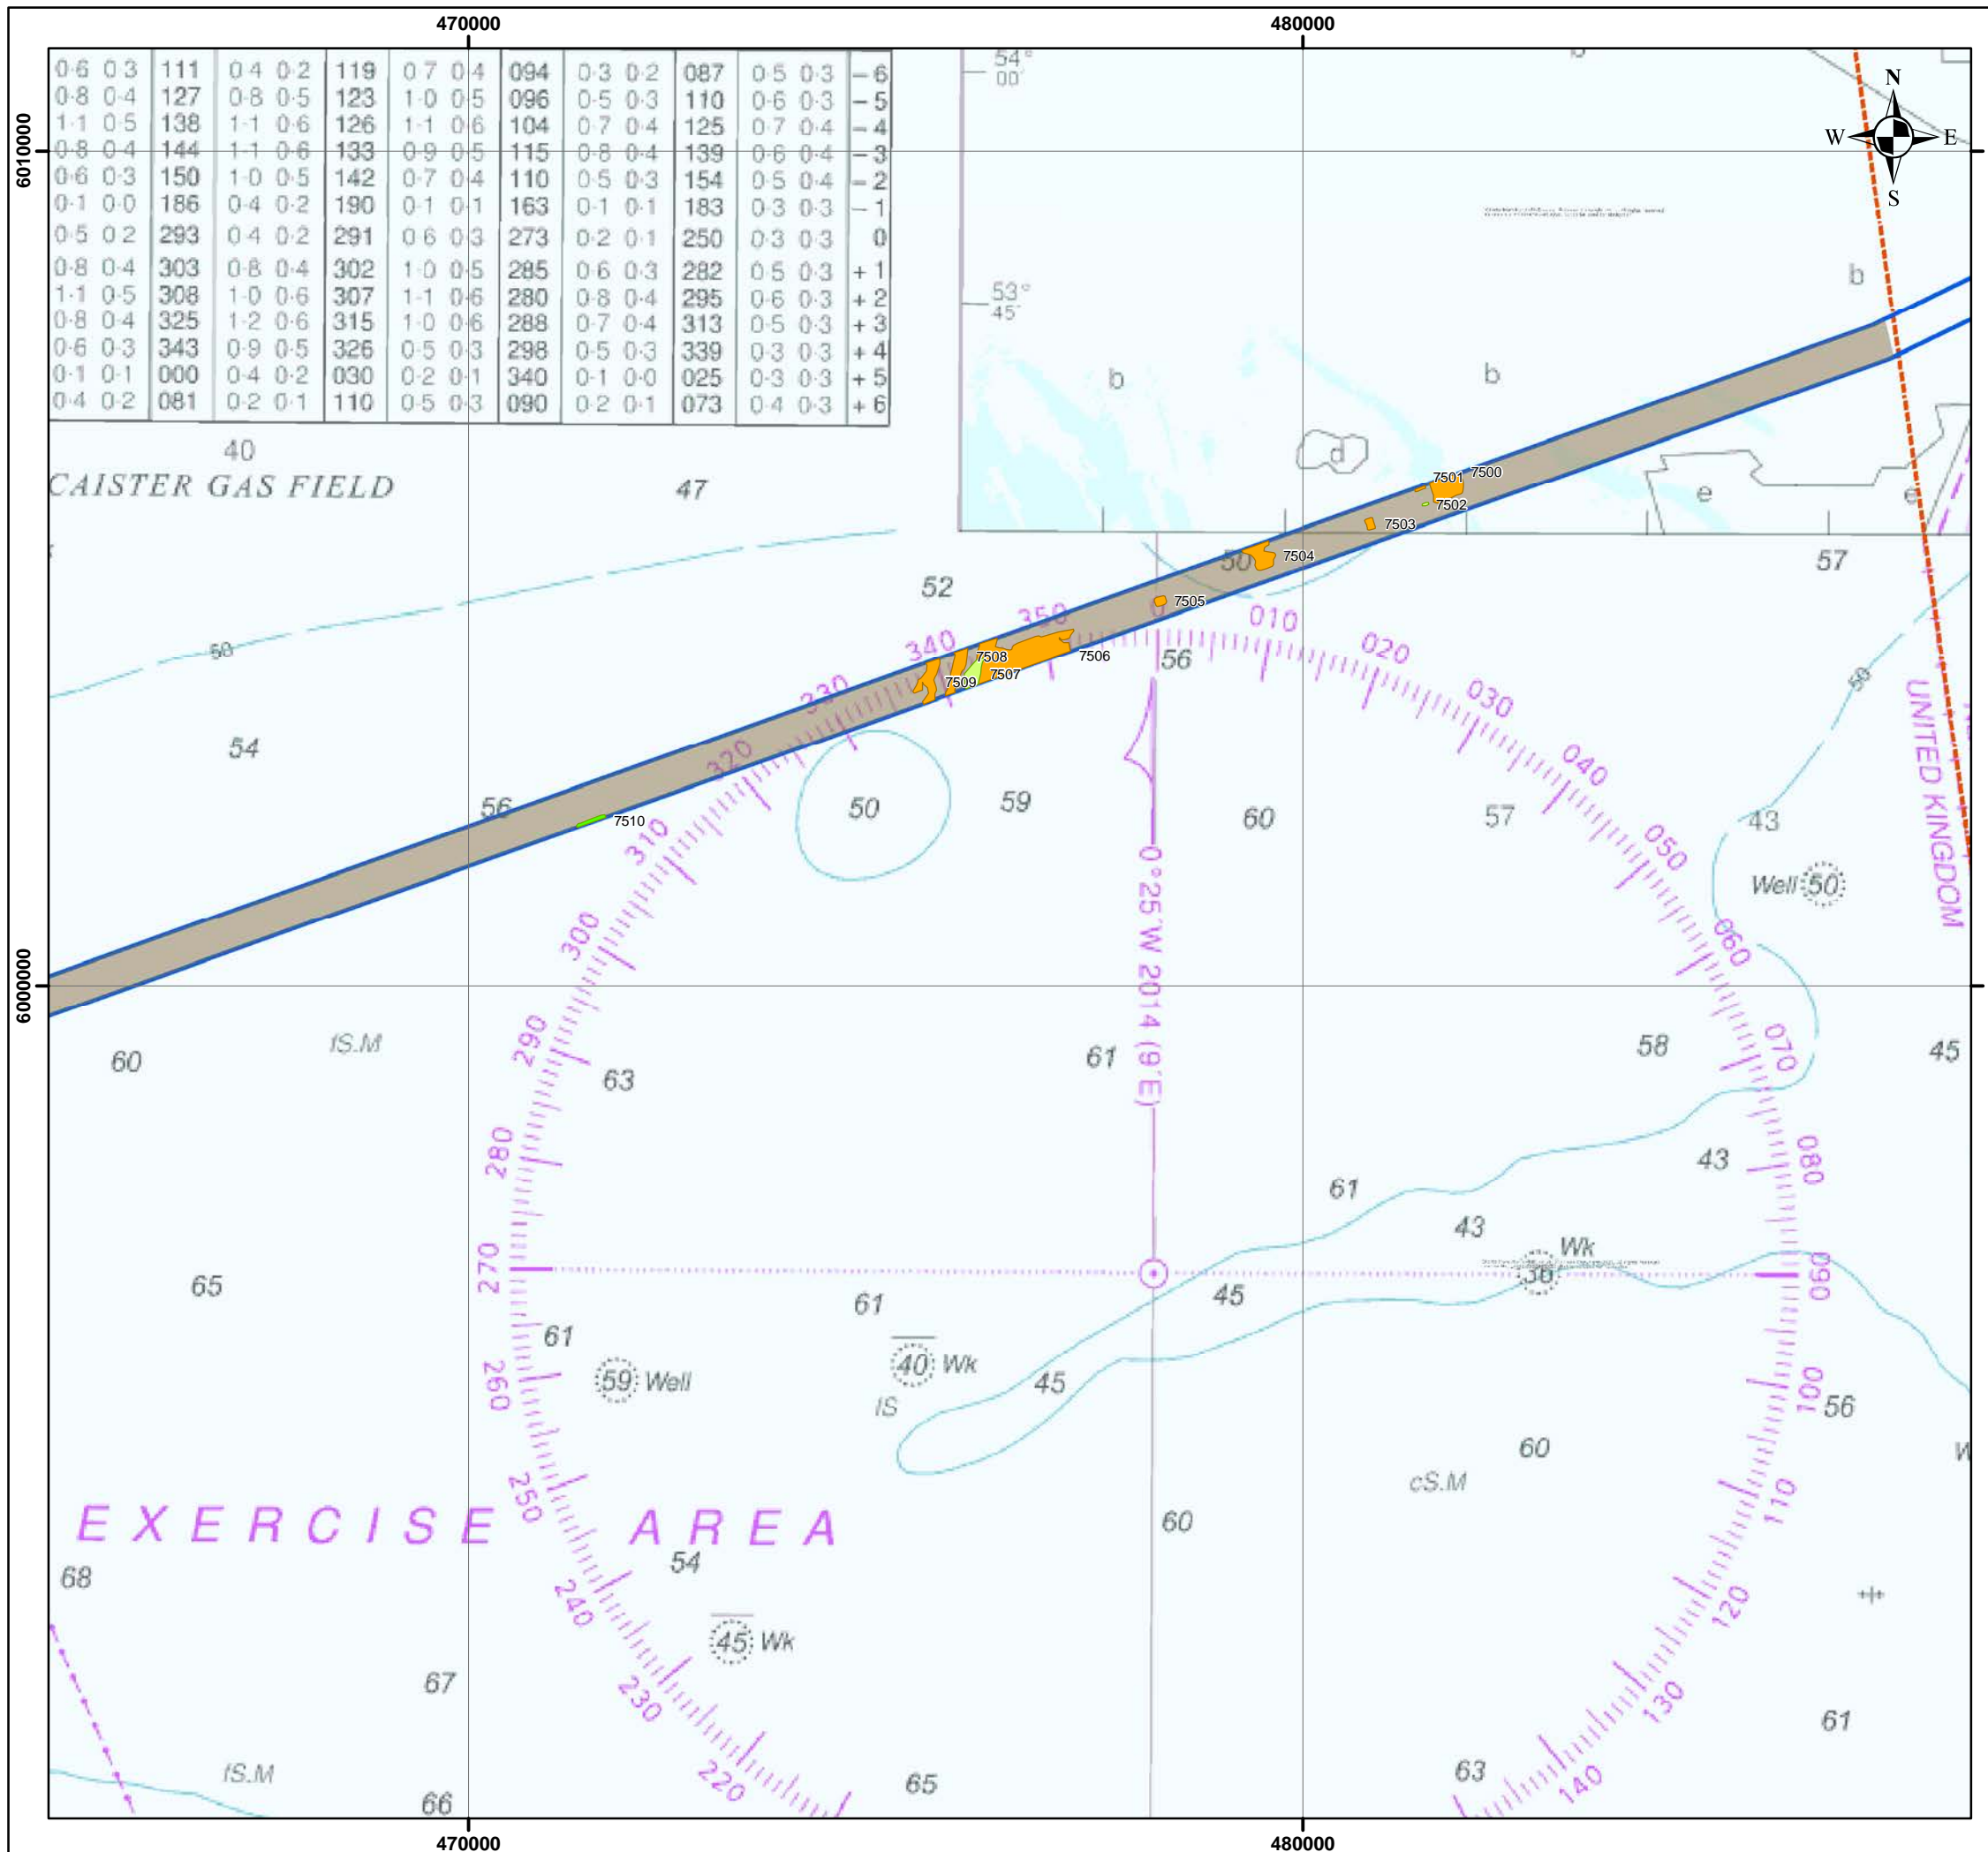 470000 480000
0·6 0·3 111 0·4 0·2 119 0·7 0·4 094 0·3 0·2 087 0·5 0·3 – 6
0·8 0·4 127 0·8 0·5 123 1·0 0·5 096 0·5 0·3 110 0·6 0·3 – 5
1·1 0·5 138 1·1 0·6 126 1·1 0·6 104 0·7 0·4 125 0·7 0·4 – 4
0·8 0·4 144 1·1 0·6 133 0·9 0·5 115 0·8 0·4 139 0·6 0·4 – 3
0·6 0·3 150 1·0 0·5 142 0·7 0·4 110 0·5 0·3 154 0·5 0·4 – 2
0·1 0·0 186 0·4 0·2 190 0·1 0·1 163 0·1 0·1 183 0·3 0·3 – 1
0·5 0·2 293 0·4 0·2 291 0·6 0·3 273 0·2 0·1 250 0·3 0·3 0
0·8 0·4 303 0·8 0·4 302 1·0 0·5 285 0·6 0·3 282 0·5 0·3 + 1
1·1 0·5 308 1·0 0·6 307 1·1 0·6 280 0·8 0·4 295 0·6 0·3 + 2
0·8 0·4 325 1·2 0·6 315 1·0 0·6 288 0·7 0·4 313 0·5 0·3 + 3
0·6 0·3 343 0·9 0·5 326 0·5 0·3 298 0·5 0·3 339 0·3 0·3 + 4
0·1 0·1 000 0·4 0·2 030 0·2 0·1 340 0·1 0·0 025 0·3 0·3 + 5
0·4 0·2 081 0·2 0·1 110 0·5 0·3 090 0·2 0·1 073 0·4 0·3 + 6
54°
00′
53°
45′
N
W E
S
6010000
b
b
b
d
e
e
40
CAISTER GAS FIELD
47
7500
7501
7502
7503
7504
50
57
52
7505
7506
7507
7508
7509
56
50
50
54
56
7510
50
59
60
57
43
Well 50
UNITED KINGDOM
0°25′W 2014 (9′E)
6000000
60
fS.M
63
61
58
45
61
43
43
Wk
36
65
61
45
61
59 Well
40 Wk
45
fS
56
60
cS.M
60
EXERCISE AREA
54
68
45 Wk
67
61
fS.M
66
65
63
0
010
020
030
040
050
060
070
080
090
100
110
120
130
140
220
230
240
250
260
270
280
290
300
310
320
330
340
350
470000 480000